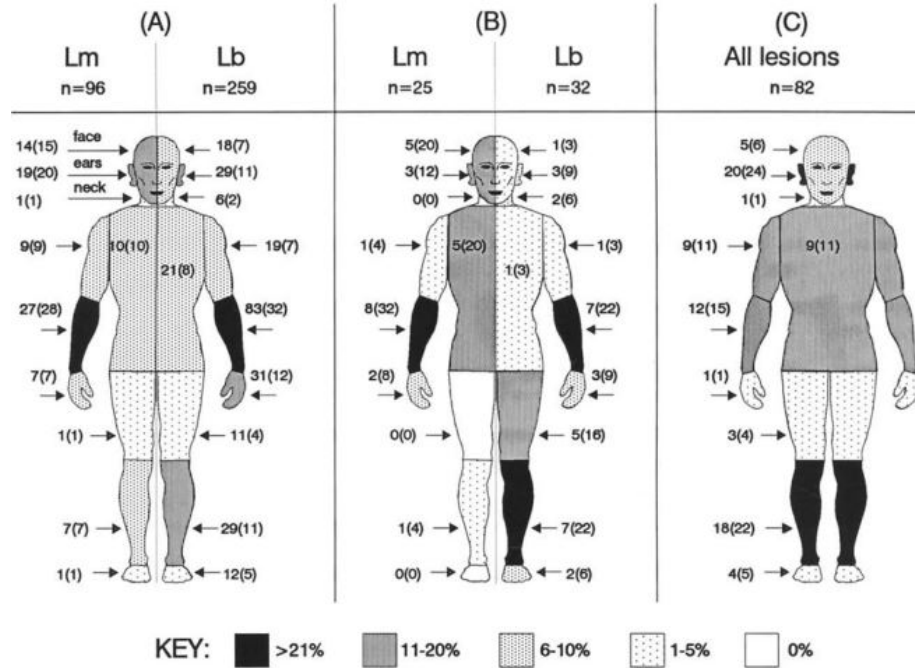 (A) (B) (C)
Lm Lb Lm Lb All lesions
n=96 n=259 n=25 n=32 n=82
14(15) face 18(7) 5(20) 1(3) 5(6)
19(20) ears 29(11) 3(12) 3(9) 20(24)
1(1) neck 6(2) 0(0) 2(6) 1(1)
9(9) 10(10) 19(7) 1(4) 5(20) 1(3) 9(11) 9(11)
21(8) 1(3)
27(28) 83(32) 8(32) 7(22) 12(15)
7(7) 31(12) 2(8) 3(9) 1(1)
1(1) 11(4) 0(0) 5(16) 3(4)
7(7) 29(11) 1(4) 7(22) 18(22)
1(1) 12(5) 0(0) 2(6) 4(5)
KEY: >21% 11-20% 6-10% 1-5% 0%